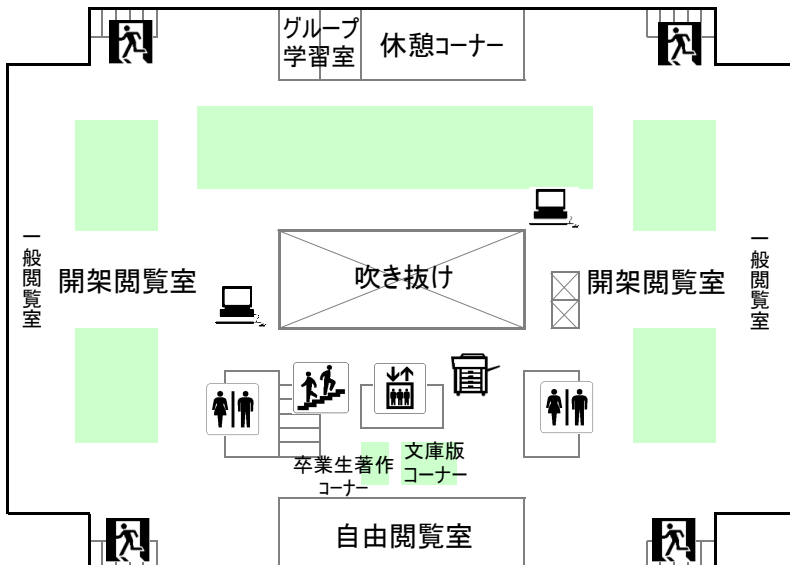 グループ
学習室
休憩コーナー
一般閲覧室
開架閲覧室
吹き抜け
開架閲覧室
一般閲覧室
卒業生著作
コーナー
文庫版
コーナー
自由閲覧室